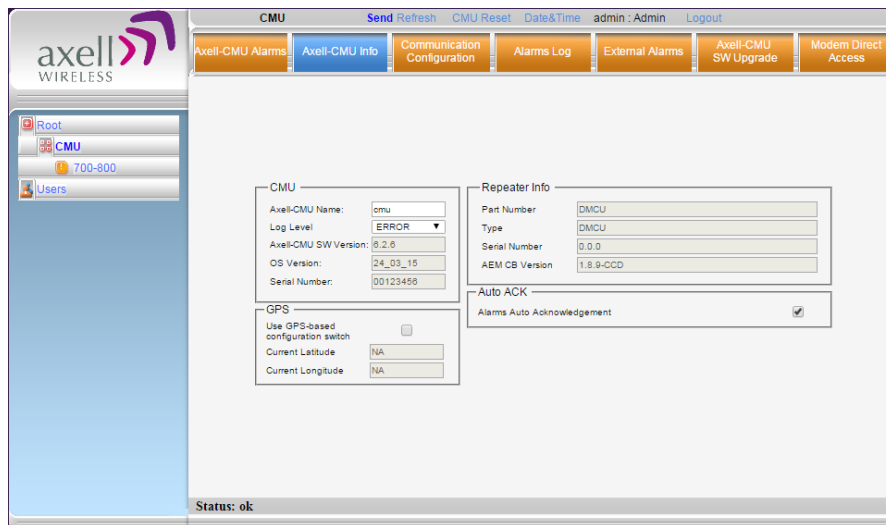 CMU Send Refresh CMU Reset Date&Time admin : Admin Logout
axell
WIRELESS
Axell-CMU Alarms
Axell-CMU Info
Communication
Configuration
Alarms Log
External Alarms
Axell-CMU
SW Upgrade
Modem Direct
Access
Root
CMU
700-800
Users
CMU
Axell-CMU Name: cmu
Log Level ERROR
Axell-CMU SW Version: 6.2.6
OS Version: 24_03_15
Serial Number: 00123456
GPS
Use GPS-based
configuration switch
Current Latitude NA
Current Longitude NA
Repeater Info
Part Number DMCU
Type DMCU
Serial Number 0.0.0
AEM CB Version 1.8.9-CCD
Auto ACK
Alarms Auto Acknowledgement
Status: ok